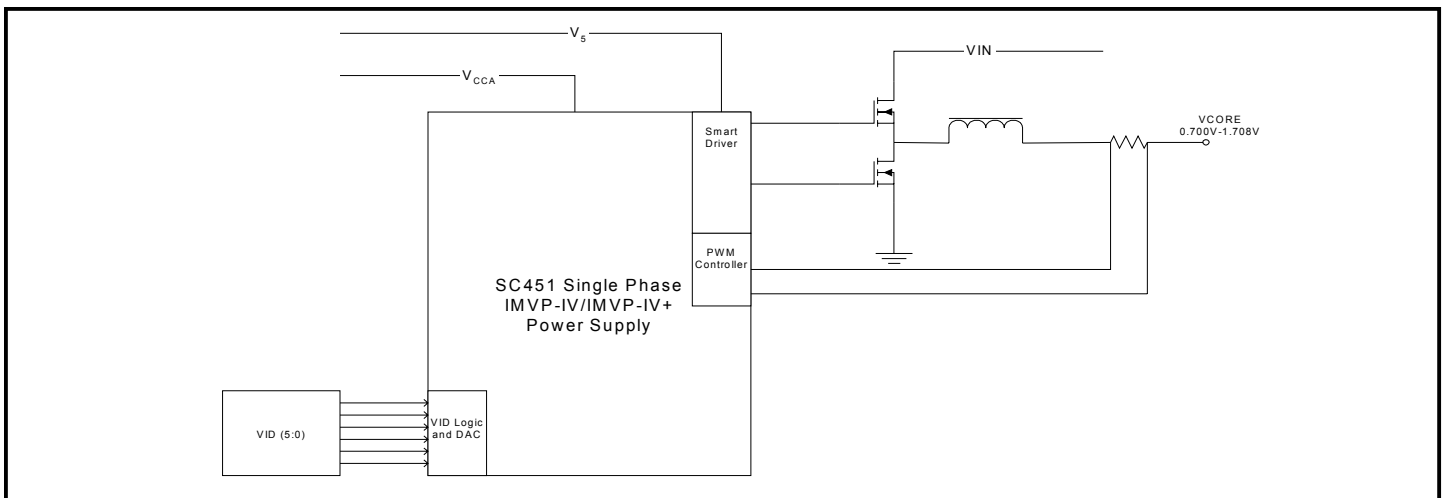 V5
VCCA
VIN
Smart
Driver
VCORE
0.700V-1.708V
PWM
Controller
SC451 Single Phase
IMVP-IV/IMVP-IV+
Power Supply
VID (5:0)
VID Logic
and DAC